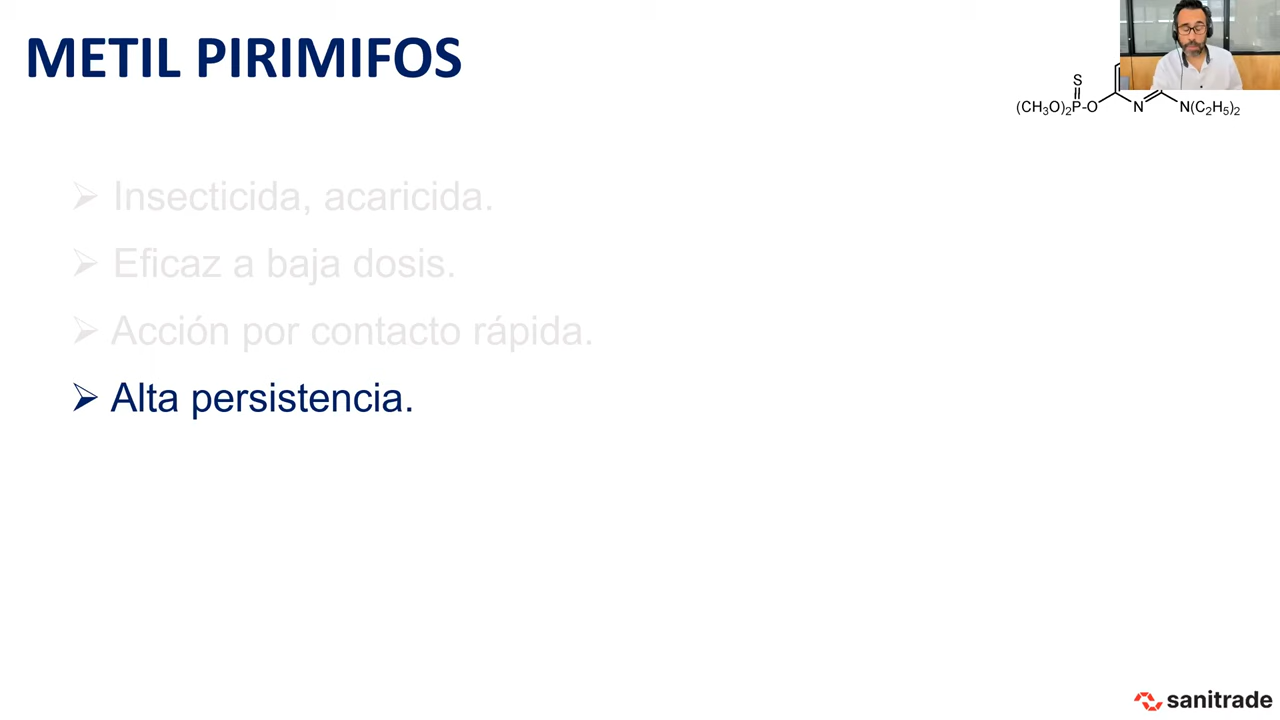 METIL PIRIMIFOS
S
(CH3O)2P-O N N(C2H5)2
➢ Insecticida, acaricida.
➢ Eficaz a baja dosis.
➢ Acción por contacto rápida.
➢ Alta persistencia.
sanitrade